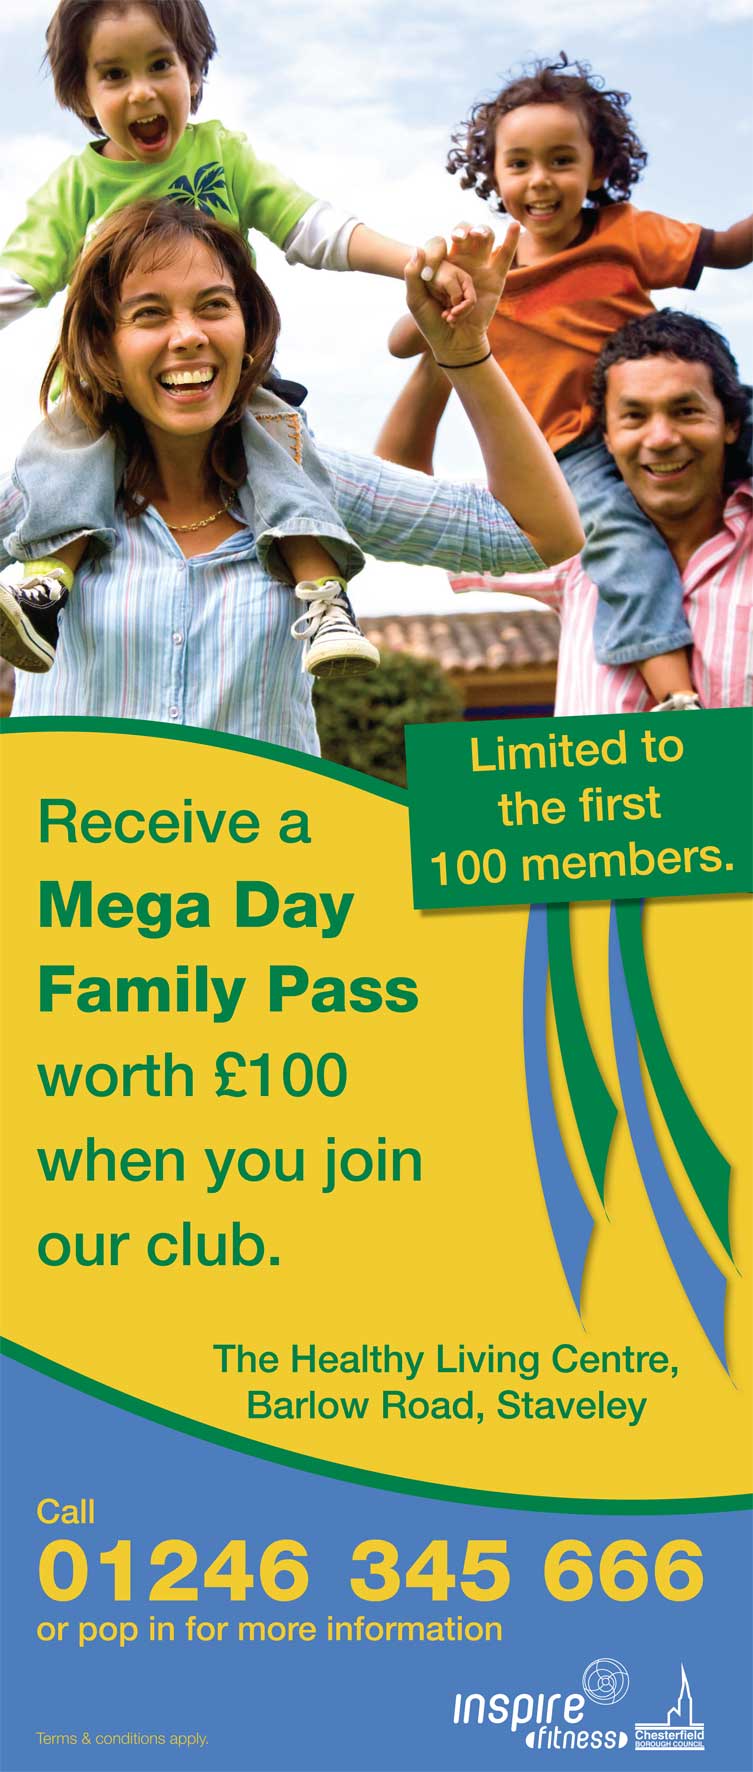 Limited to
the first
100 members.
Receive a
Mega Day
Family Pass
worth £100
when you join
our club.
The Healthy Living Centre,
Barlow Road, Staveley
Call
01246 345 666
or pop in for more information
inspire
fitness
Chesterfield
BOROUGH COUNCIL
Terms & conditions apply.